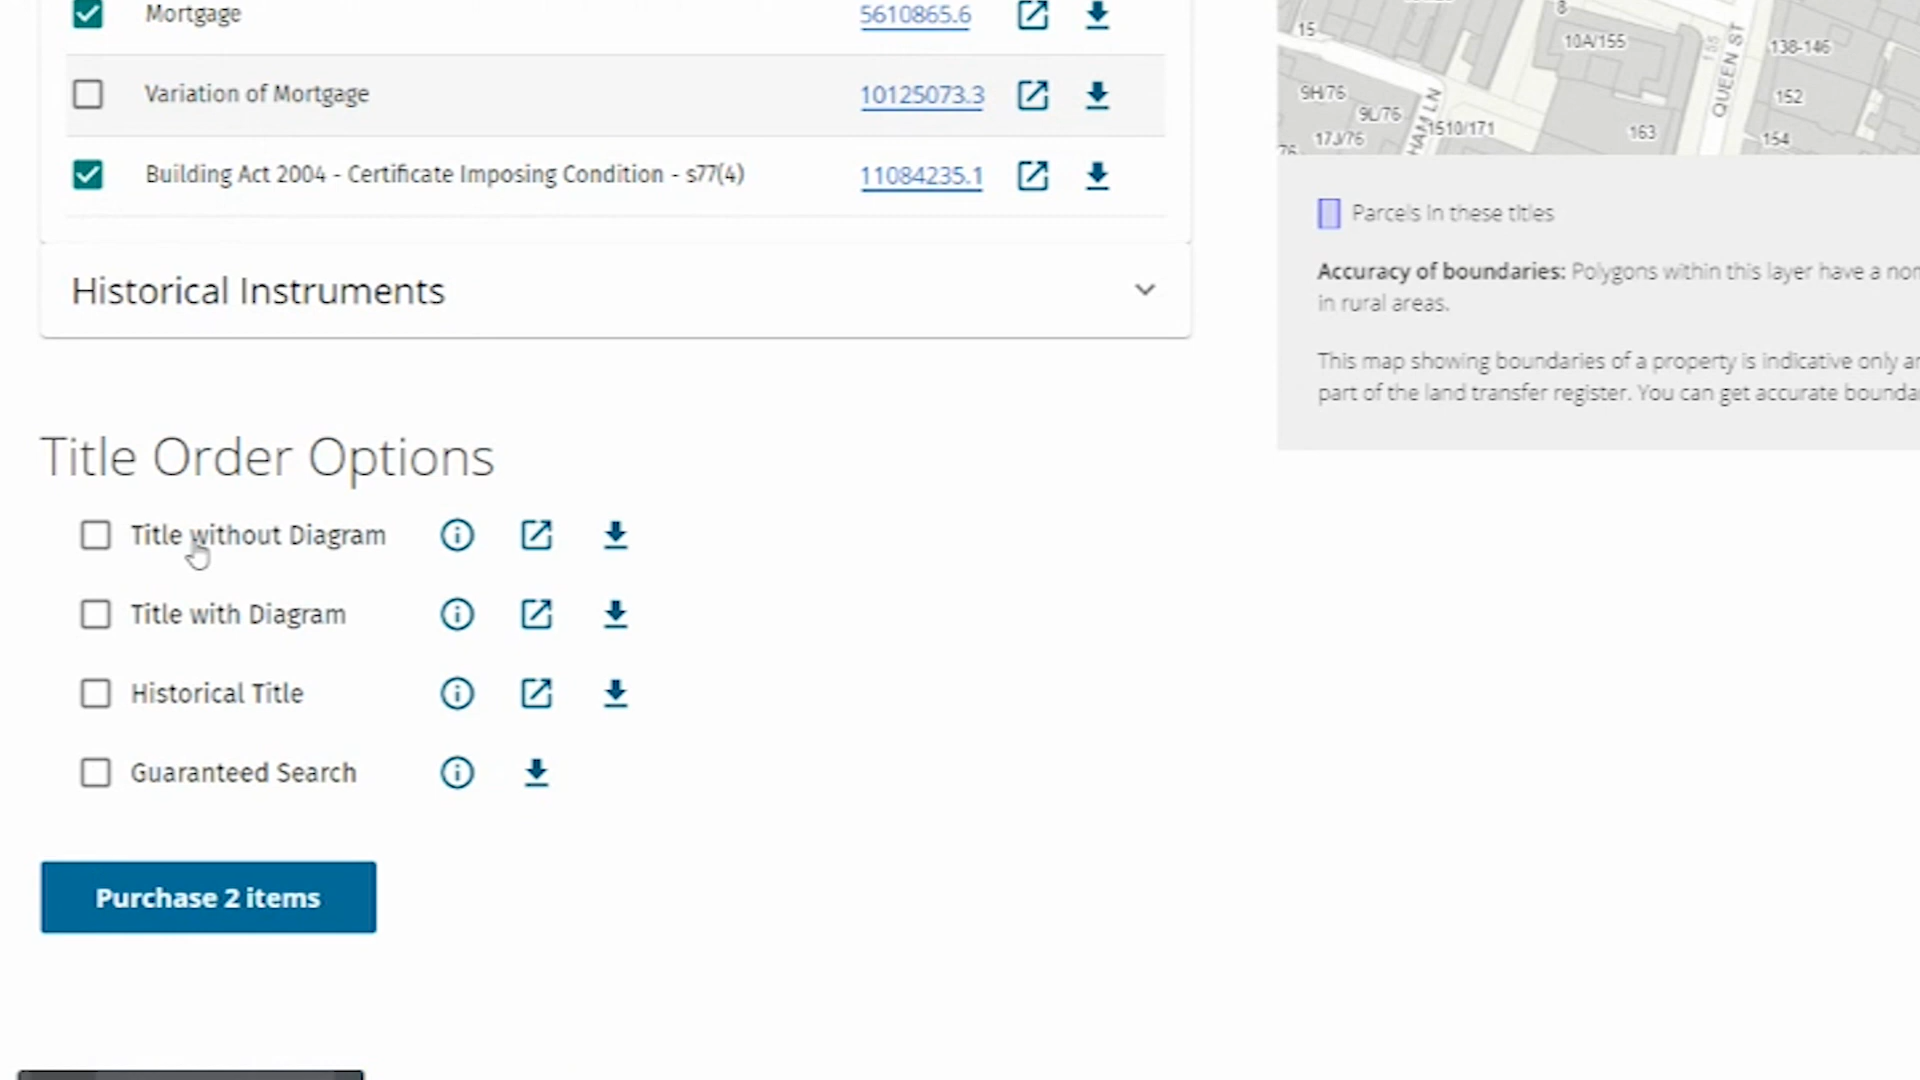 Mortgage 5610865.6
Variation of Mortgage 10125073.3
Building Act 2004 - Certificate Imposing Condition - s77(4) 11084235.1
Historical Instruments
Title Order Options
Title without Diagram
Title with Diagram
Historical Title
Guaranteed Search
Purchase 2 items
8
15
10A/155
155
QUEEN ST
138-146
9H/76
9L/76
152
1510/171
17J/76
163
154
76
Parcels in these titles
Accuracy of boundaries: Polygons within this layer have a
in rural areas.
This map showing boundaries of a property is indicative only
part of the land transfer register. You can get accurate